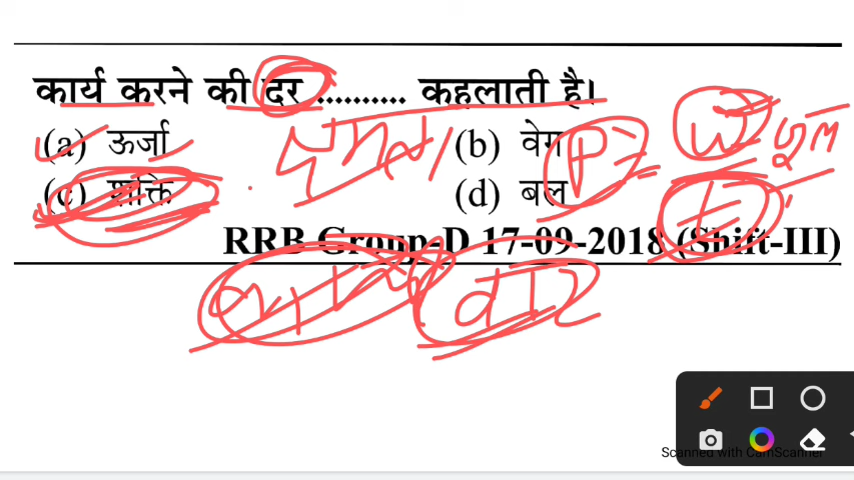 कार्य करने की दर .......... कहलाती है।
(a) ऊर्जा (b) वेग
(c) शक्ति (d) बल
P = W जुल
t
RRB Group-D 17-09-2018 (Shift-III)
वाट
Scanned with CamScanner